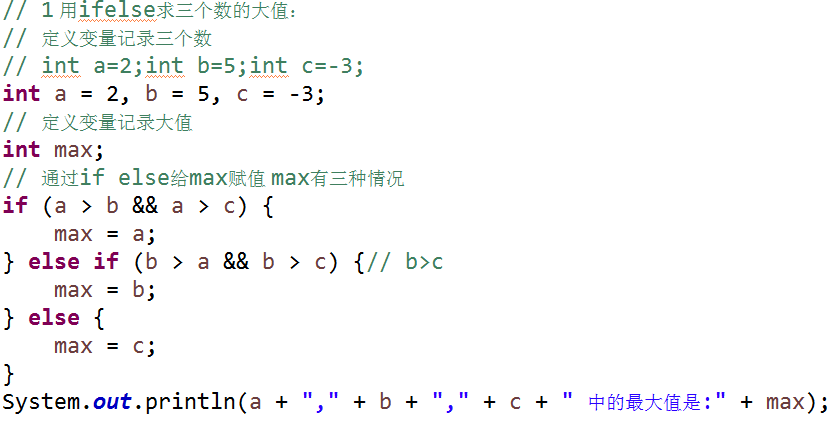 // 1 用ifelse求三个数的大值：
// 定义变量记录三个数
// int a=2;int b=5;int c=-3;
int a = 2, b = 5, c = -3;
// 定义变量记录大值
int max;
// 通过if else给max赋值 max有三种情况
if (a > b && a > c) {
    max = a;
} else if (b > a && b > c) {// b>c
    max = b;
} else {
    max = c;
}
System.out.println(a + "," + b + "," + c + " 中的最大值是:" + max);